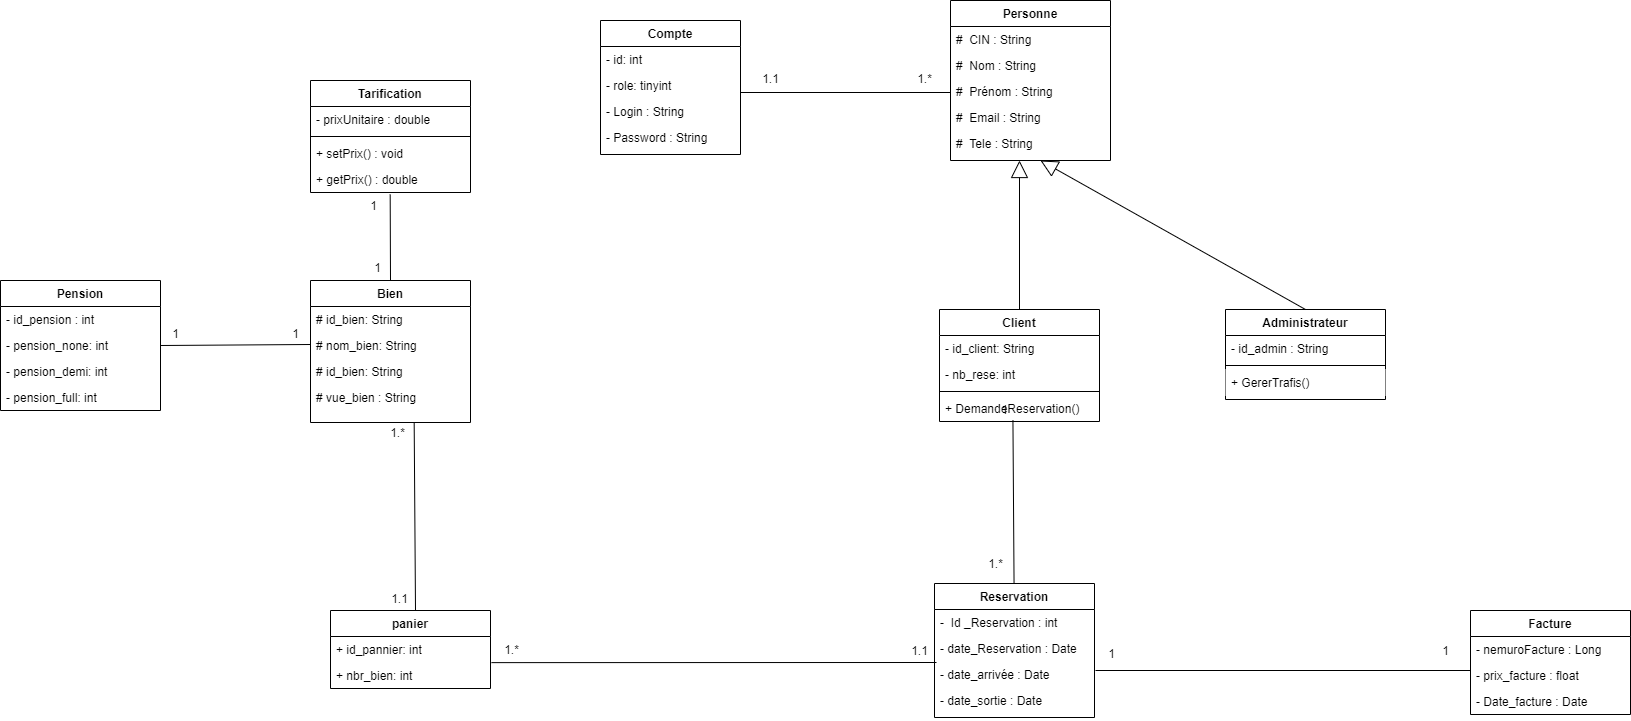 Personne
# CIN : String
# Nom : String
# Prénom : String
# Email : String
# Tele : String
Compte
- id: int
- role: tinyint
- Login : String
- Password : String
1.1
1.*
Tarification
- prixUnitaire : double
+ setPrix() : void
+ getPrix() : double
1
1
Pension
- id_pension : int
- pension_none: int
- pension_demi: int
- pension_full: int
1
1
Bien
# id_bien: String
# nom_bien: String
# id_bien: String
# vue_bien : String
Client
- id_client: String
- nb_rese: int
+ DemandeReservation()
1
Administrateur
- id_admin : String
+ GererTrafis()
1.*
1.1
1.*
panier
+ id_pannier: int
+ nbr_bien: int
1.*
1.1
Reservation
- Id _Reservation : int
- date_Reservation : Date
- date_arrivée : Date
- date_sortie : Date
1
1
Facture
- nemuroFacture : Long
- prix_facture : float
- Date_facture : Date